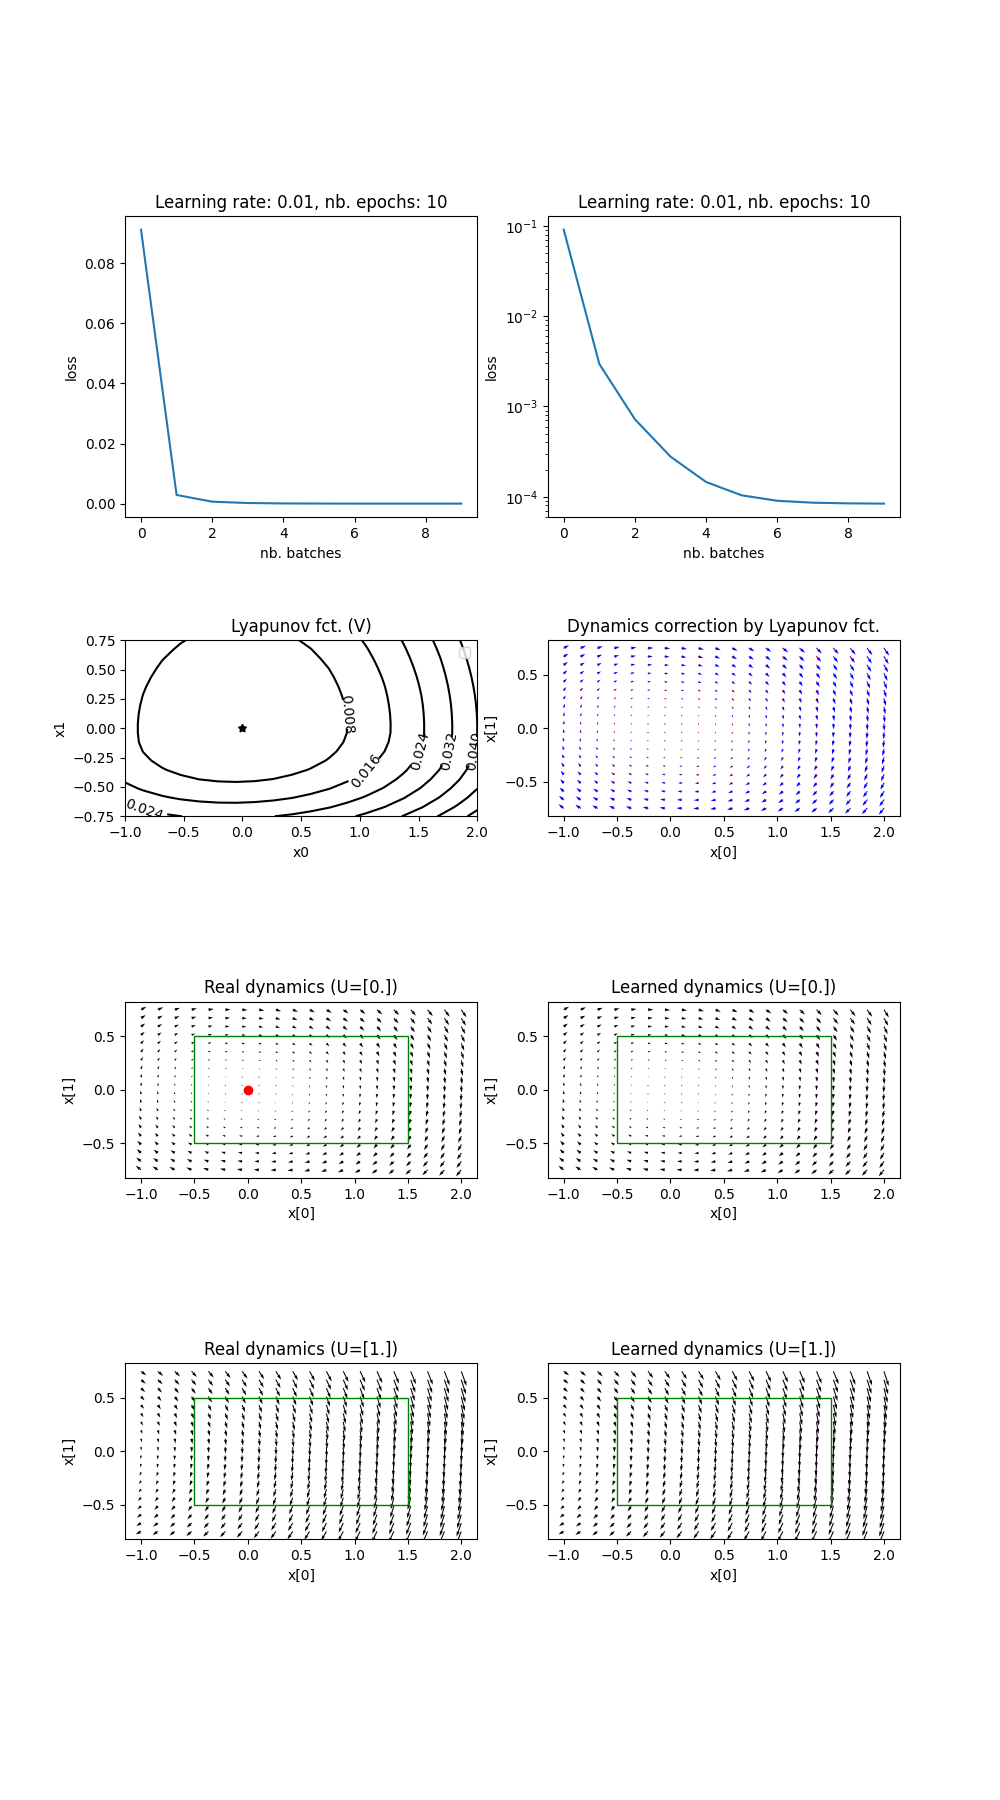 Learning rate: 0.01, nb. epochs: 10
loss
0.08
0.06
0.04
0.02
0.00
0 2 4 6 8
nb. batches
Learning rate: 0.01, nb. epochs: 10
loss
10⁻¹
10⁻²
10⁻³
10⁻⁴
0 2 4 6 8
nb. batches
Lyapunov fct. (V)
x1
0.75
0.50
0.25
0.00
−0.25
−0.50
−0.75
0.008
0.016
0.024
0.032
0.040
0.024
−1.0 −0.5 0.0 0.5 1.0 1.5 2.0
x0
Dynamics correction by Lyapunov fct.
x[1]
0.5
0.0
−0.5
−1.0 −0.5 0.0 0.5 1.0 1.5 2.0
x[0]
Real dynamics (U=[0.])
x[1]
0.5
0.0
−0.5
−1.0 −0.5 0.0 0.5 1.0 1.5 2.0
x[0]
Learned dynamics (U=[0.])
x[1]
0.5
0.0
−0.5
−1.0 −0.5 0.0 0.5 1.0 1.5 2.0
x[0]
Real dynamics (U=[1.])
x[1]
0.5
0.0
−0.5
−1.0 −0.5 0.0 0.5 1.0 1.5 2.0
x[0]
Learned dynamics (U=[1.])
x[1]
0.5
0.0
−0.5
−1.0 −0.5 0.0 0.5 1.0 1.5 2.0
x[0]